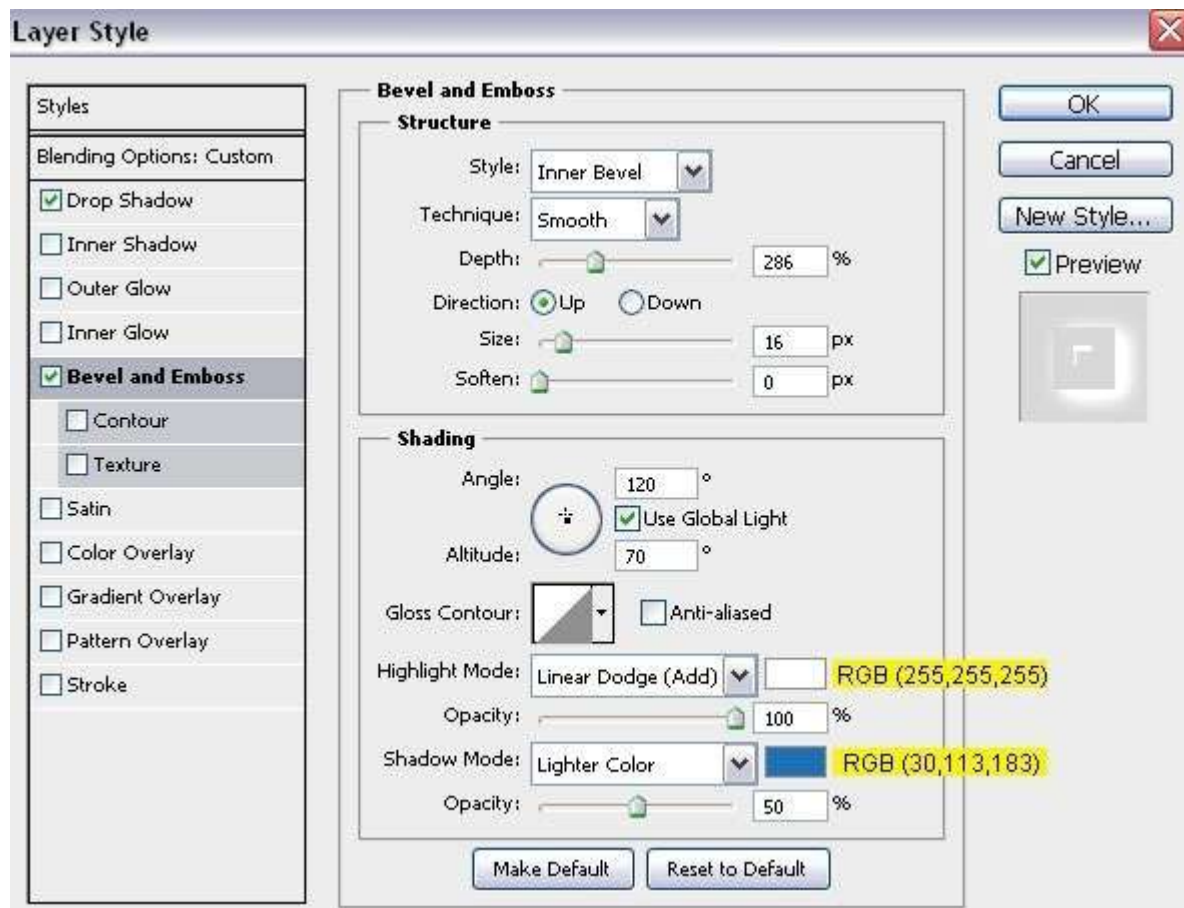 Layer Style
Styles
Blending Options: Custom
Drop Shadow
Inner Shadow
Outer Glow
Inner Glow
Bevel and Emboss
Contour
Texture
Satin
Color Overlay
Gradient Overlay
Pattern Overlay
Stroke
Bevel and Emboss
Structure
Style: Inner Bevel
Technique: Smooth
Depth: 286 %
Direction: Up Down
Size: 16 px
Soften: 0 px
Shading
Angle: 120 °
Use Global Light
Altitude: 70 °
Gloss Contour: Anti-aliased
Highlight Mode: Linear Dodge (Add) RGB (255,255,255)
Opacity: 100 %
Shadow Mode: Lighter Color RGB (30,113,183)
Opacity: 50 %
Make Default Reset to Default
OK
Cancel
New Style...
Preview